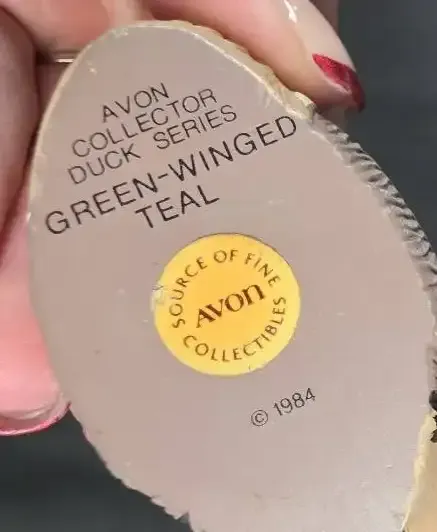 AVON
COLLECTOR
DUCK SERIES
GREEN-WINGED
TEAL
SOURCE OF FINE
AVON
COLLECTIBLES
© 1984